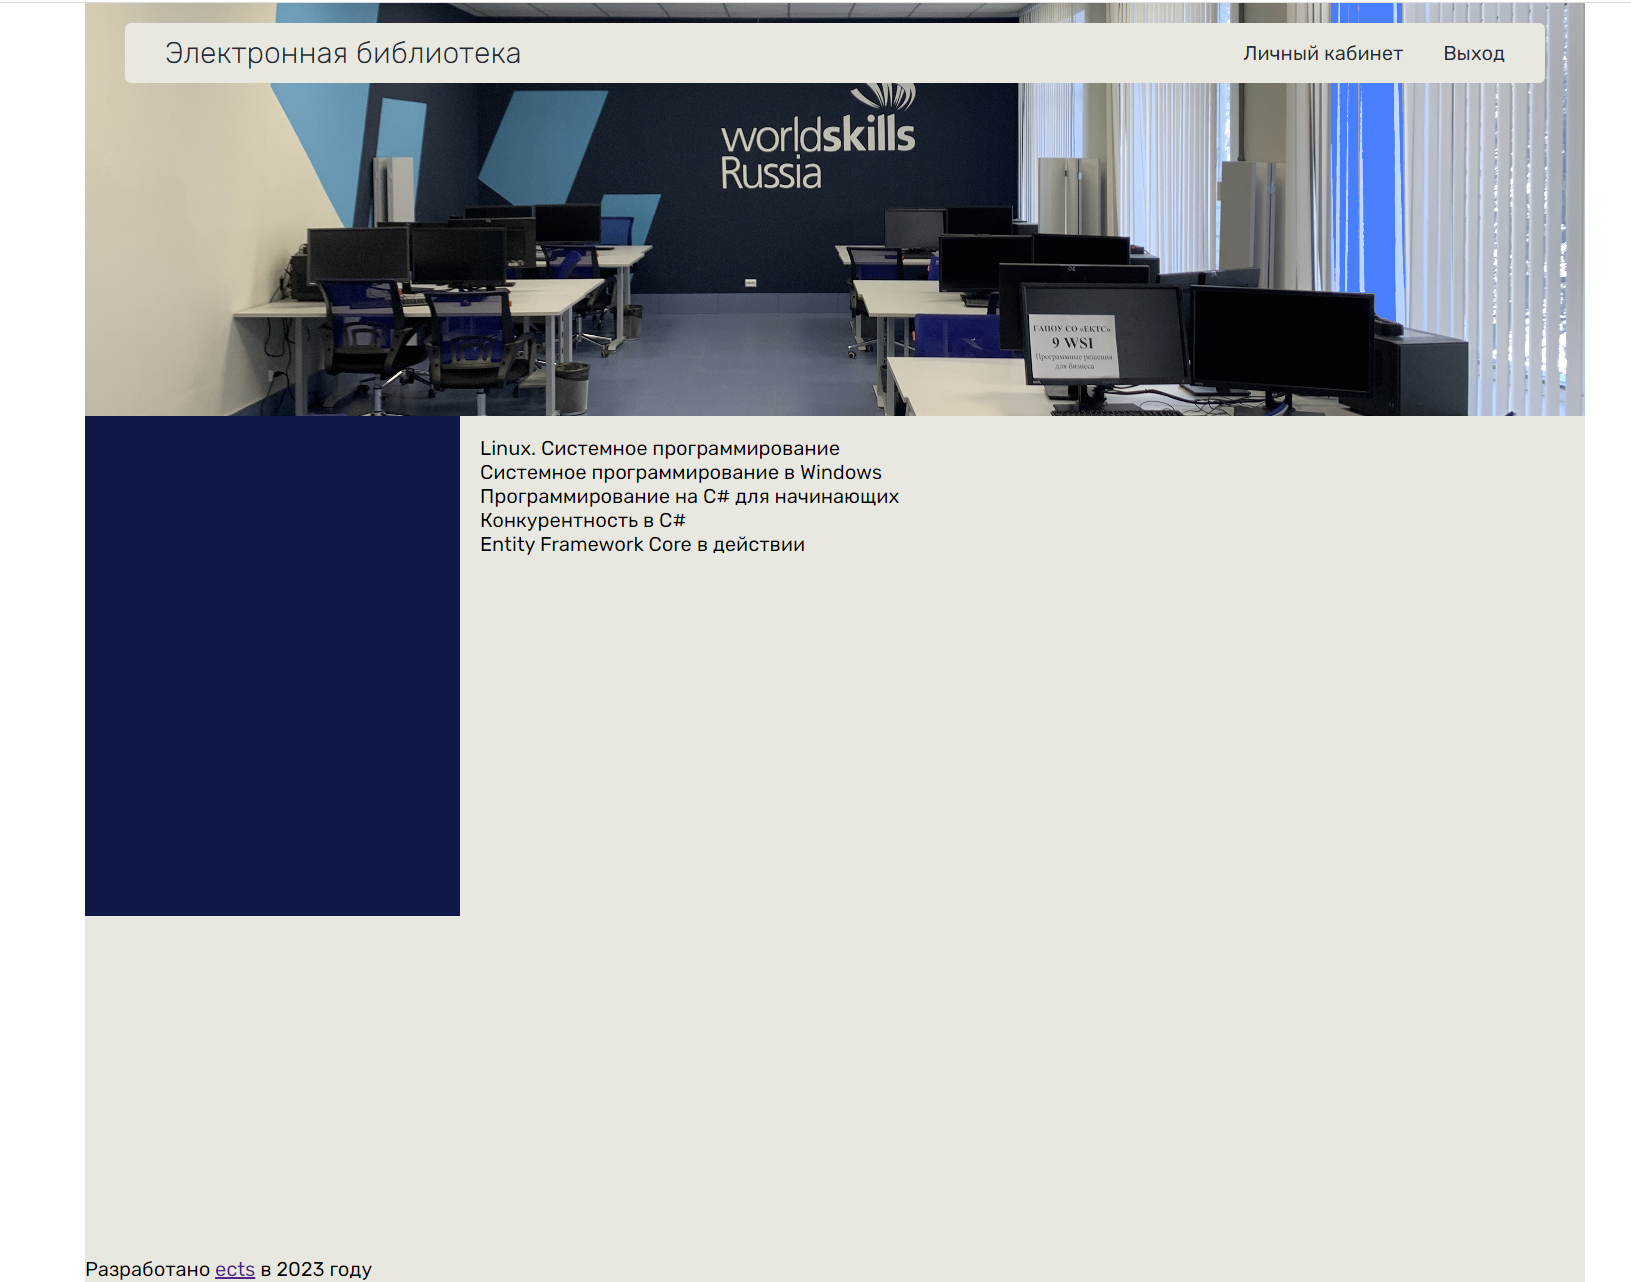 Электронная библиотека
Личный кабинет
Выход
worldskills
Russia
ГАПОУ СО «ЕКТС»
9 WSI
Программные решения
для бизнеса
Linux. Системное программирование
Системное программирование в Windows
Программирование на C# для начинающих
Конкурентность в C#
Entity Framework Core в действии
Разработано ects в 2023 году